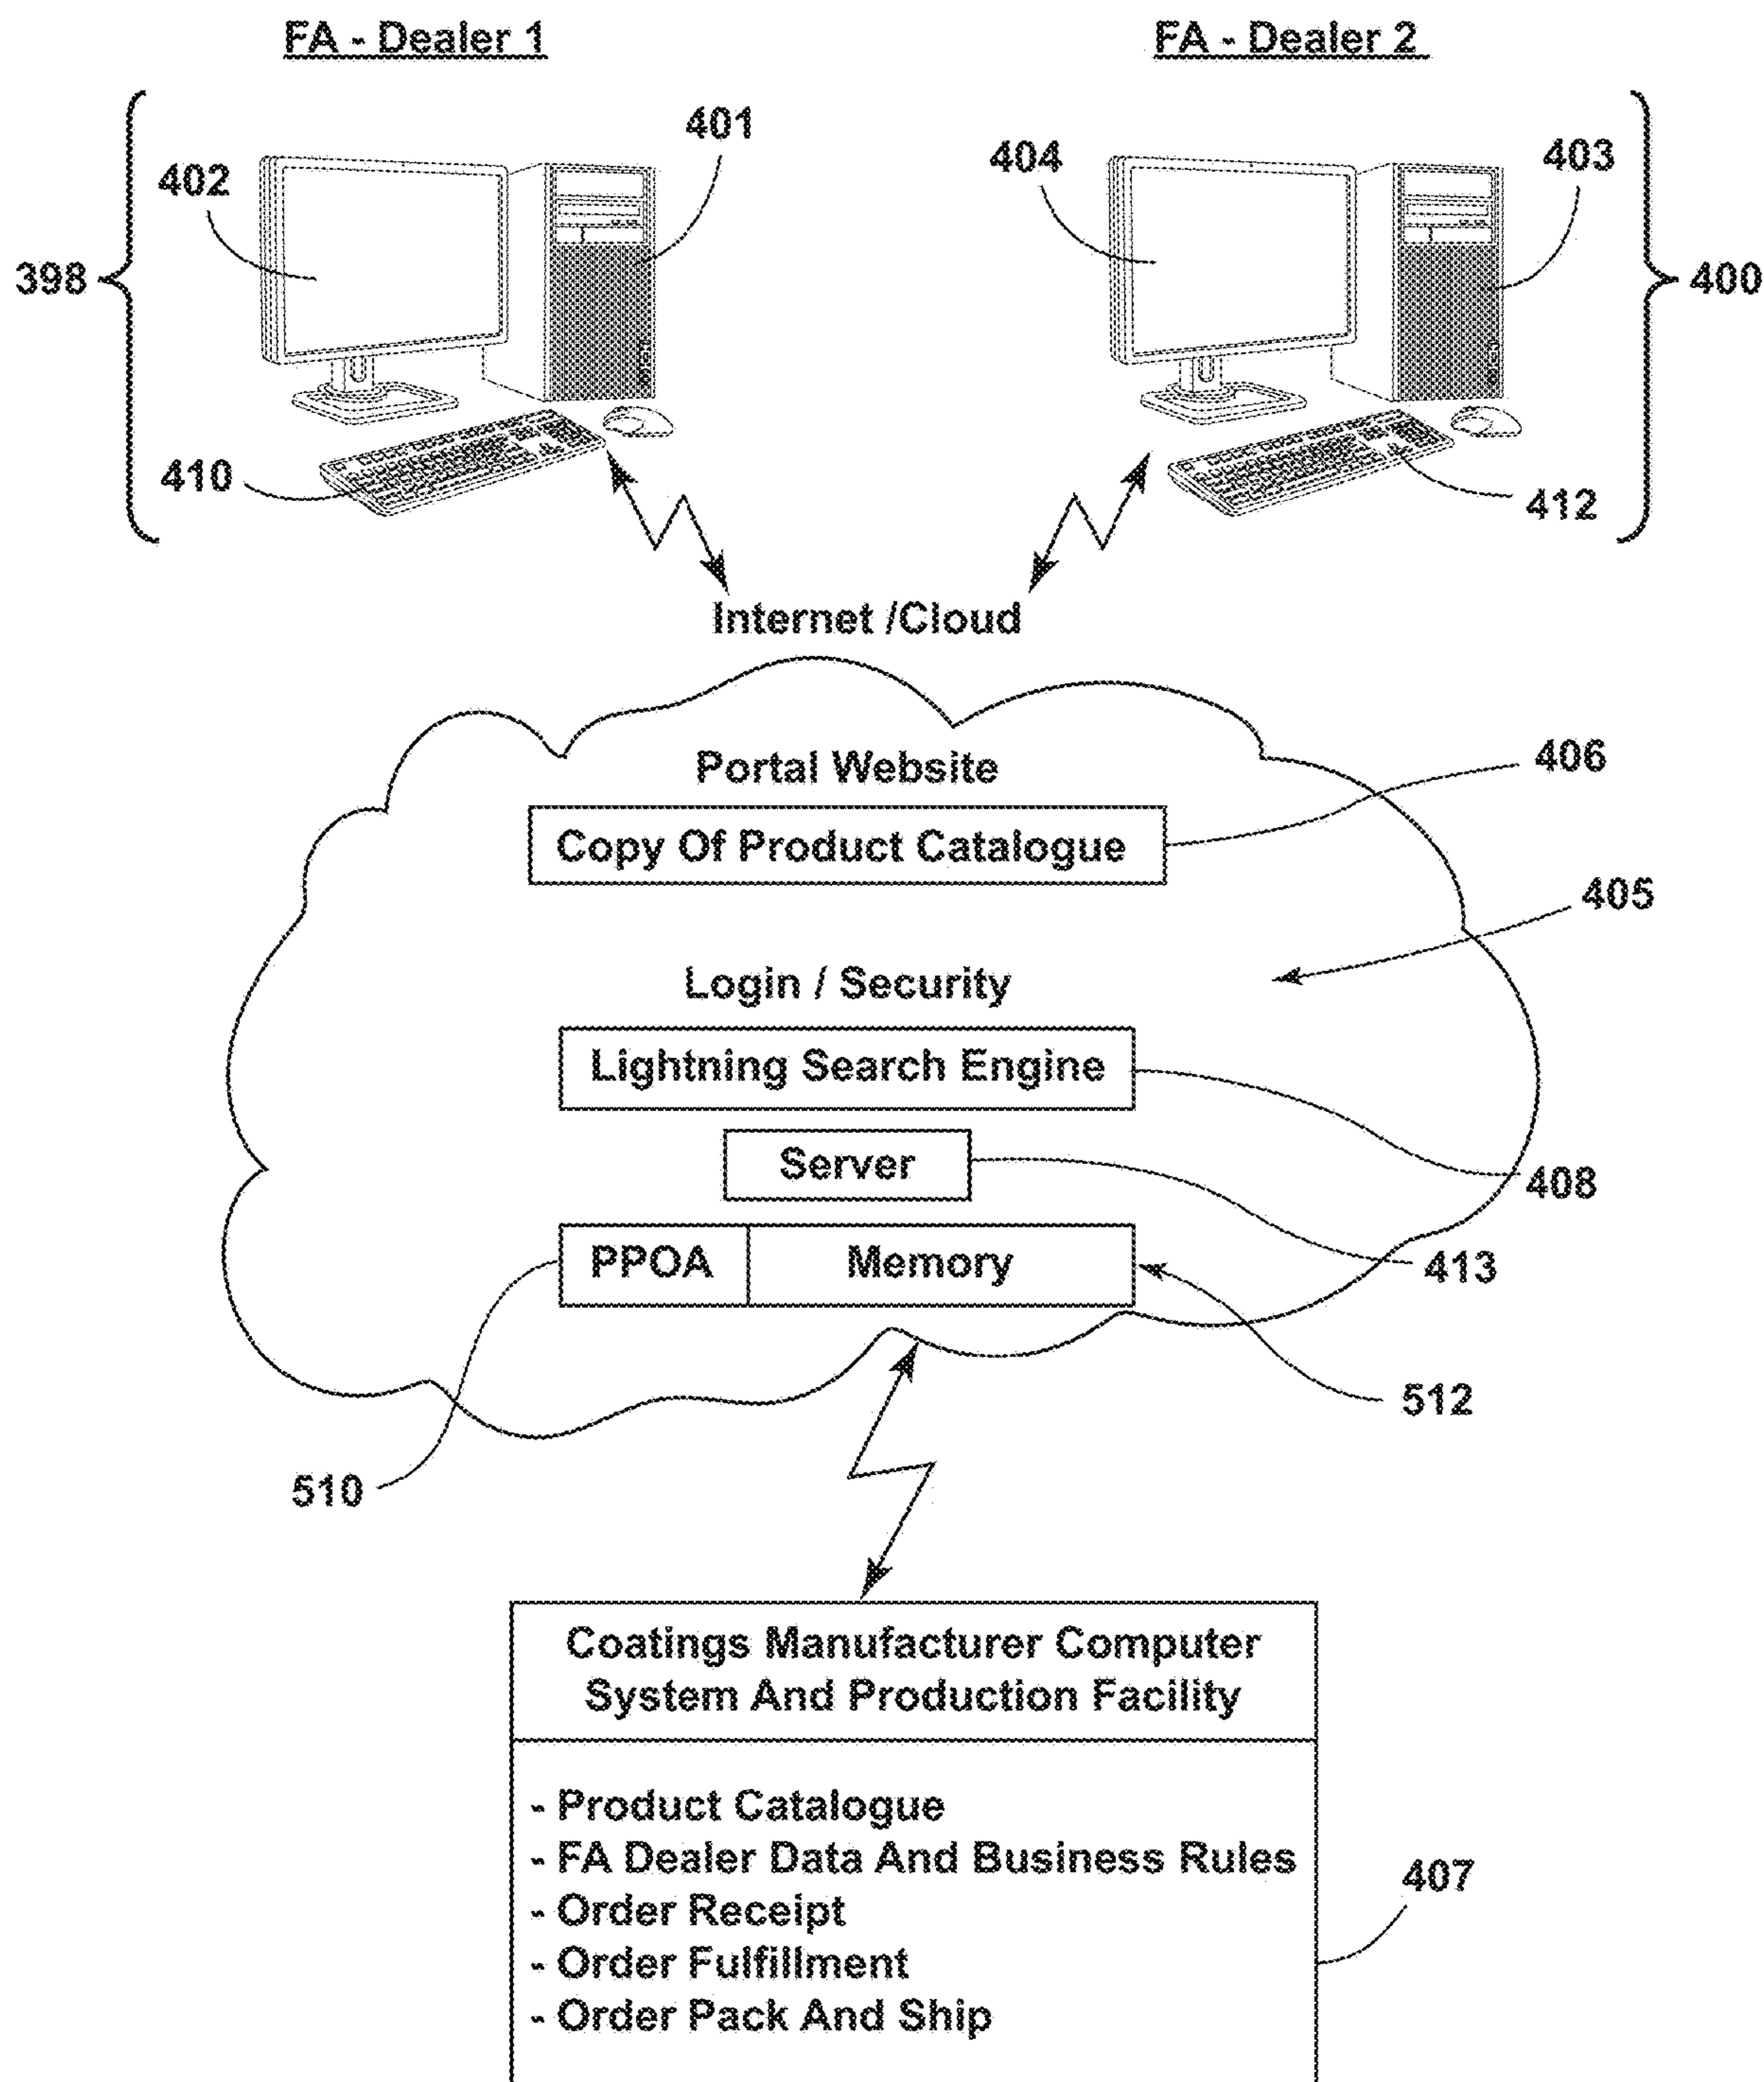 FA - Dealer 1
FA - Dealer 2
401
402
404
403
398
400
410
412
Internet /Cloud
Portal Website
406
Copy Of Product Catalogue
405
Login / Security
Lightning Search Engine
408
Server
413
PPOA
Memory
512
510
Coatings Manufacturer Computer
System And Production Facility
- Product Catalogue
- FA Dealer Data And Business Rules
407
- Order Receipt
- Order Fulfillment
- Order Pack And Ship